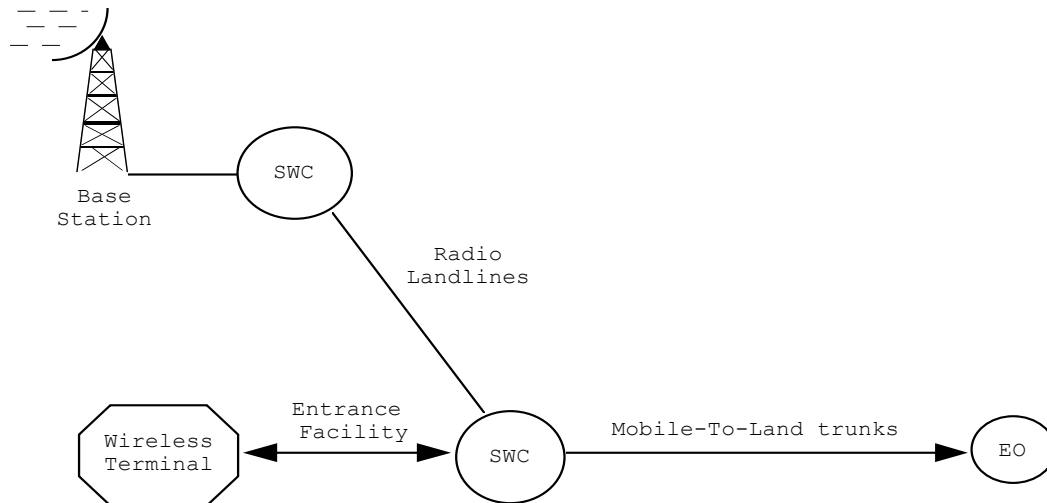 SWC
Base
Station
Radio
Landlines
Entrance
Facility
Mobile-To-Land trunks
Wireless
Terminal
SWC
EO